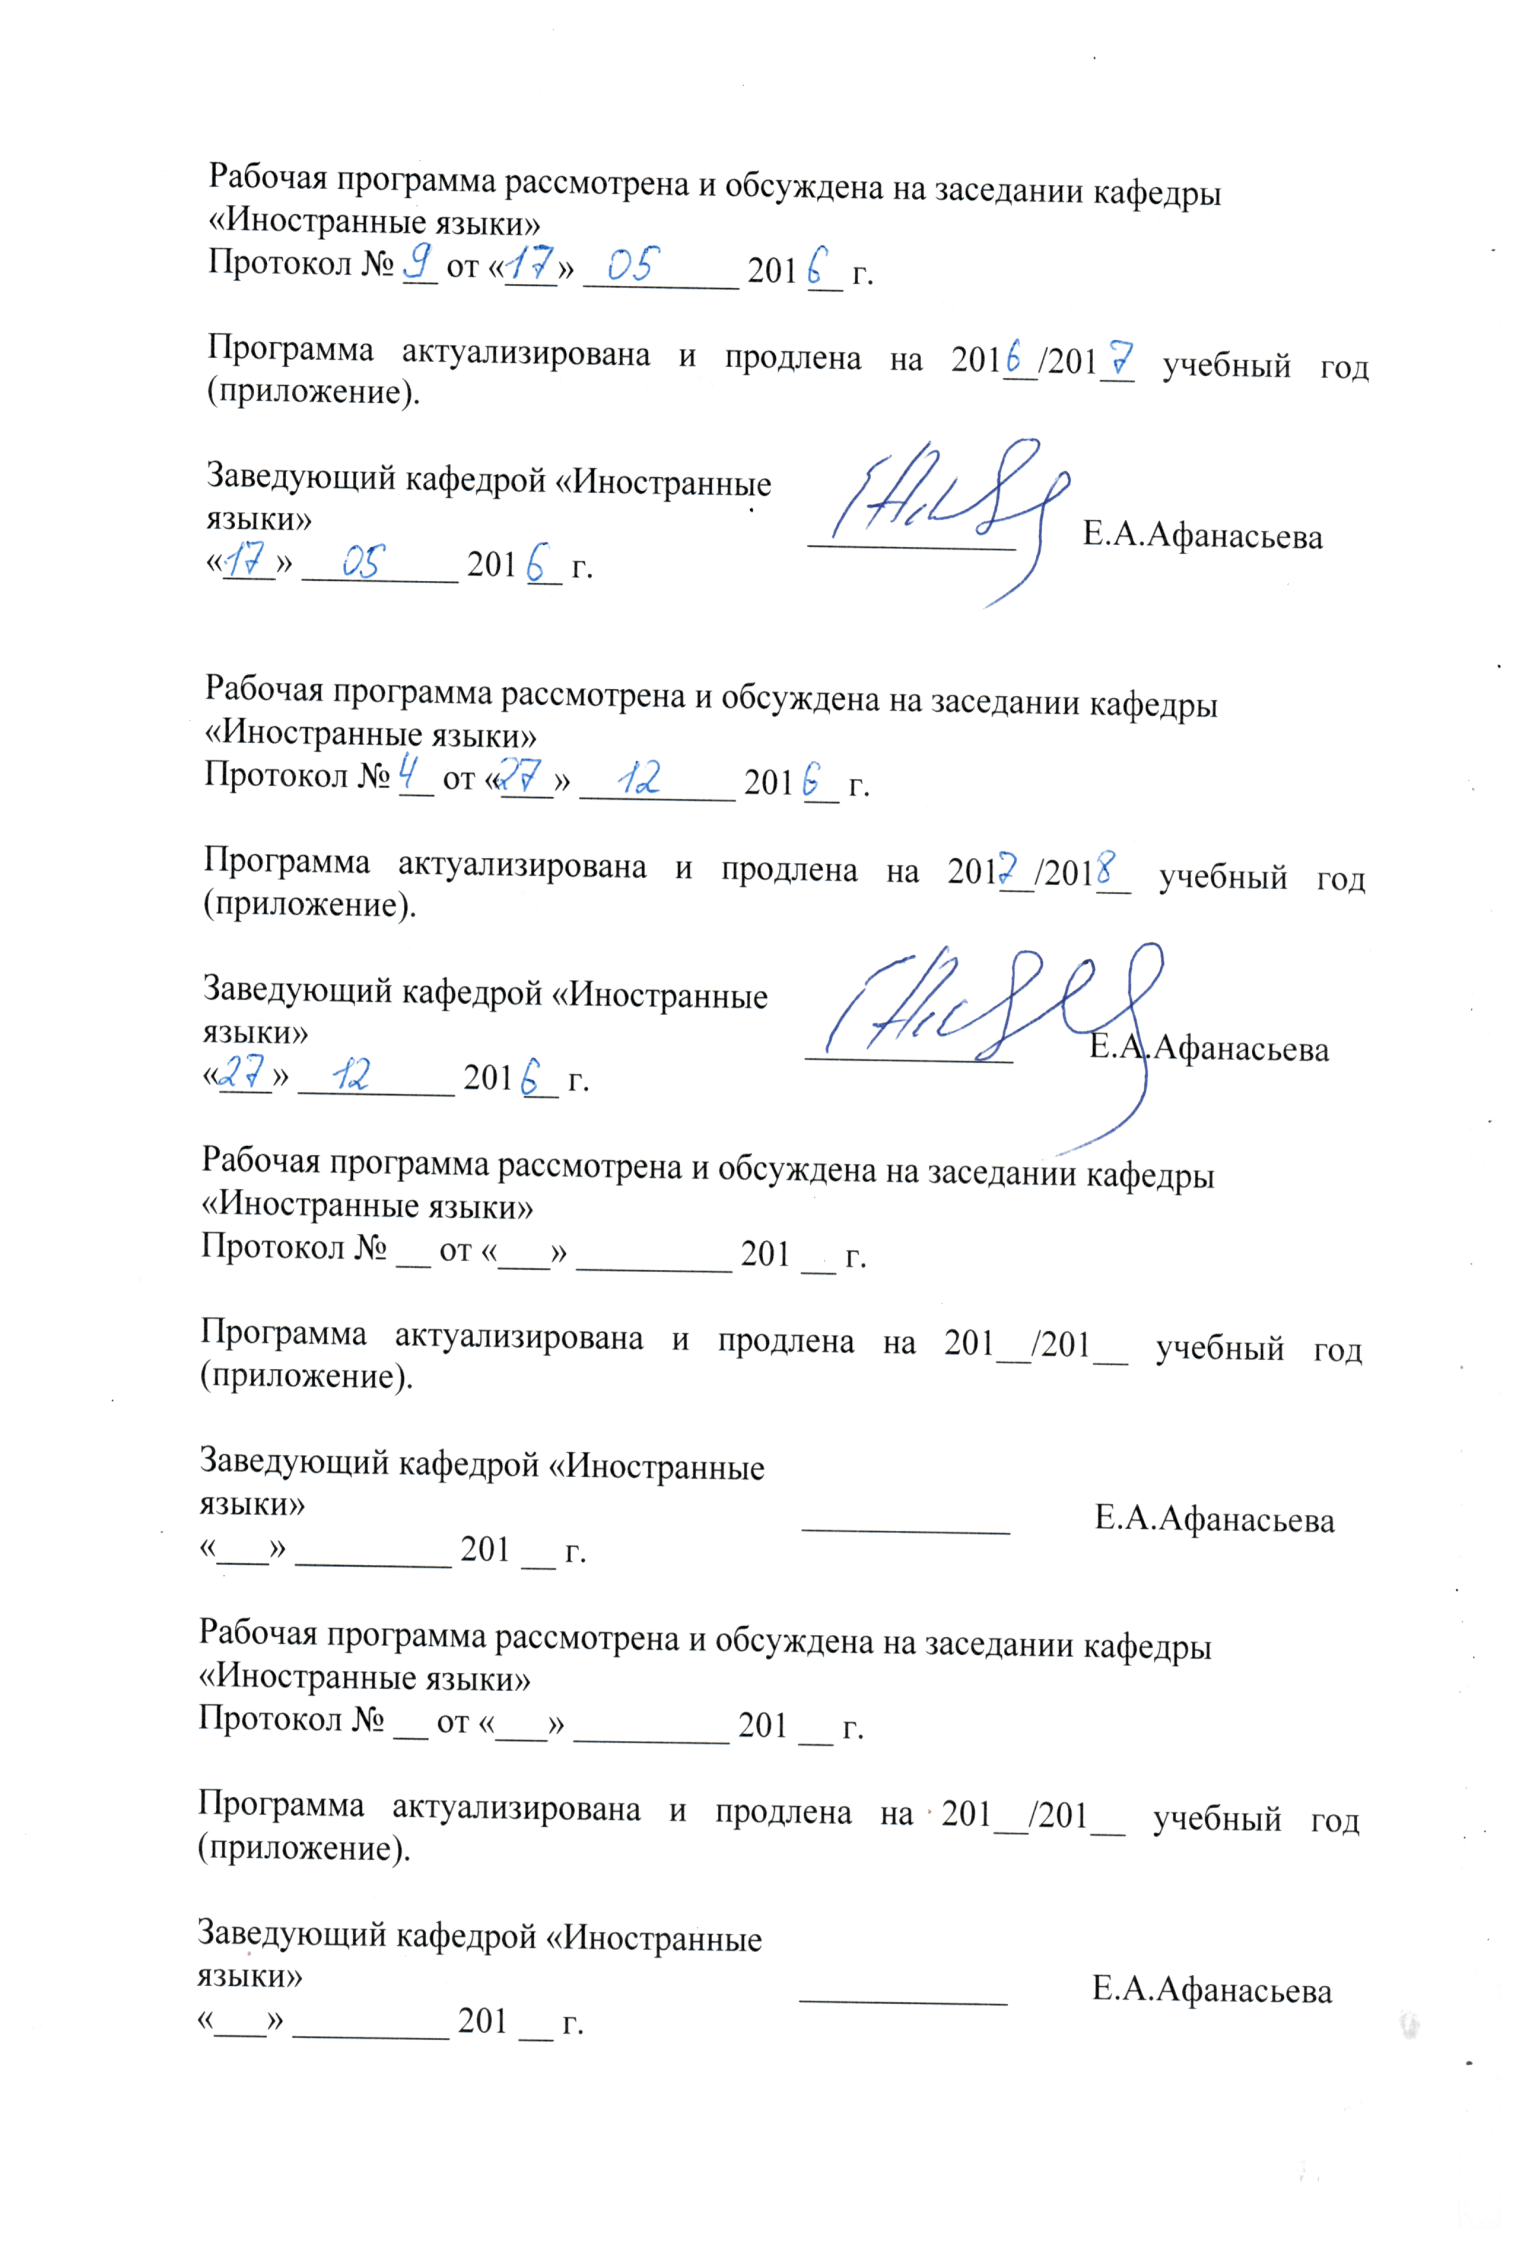 Рабочая программа рассмотрена и обсуждена на заседании кафедры
«Иностранные языки»
Протокол № 9 от «17» 05 2016 г.
Программа актуализирована и продлена на 2016/2017 учебный год
(приложение).
Заведующий кафедрой «Иностранные
языки» Е.А.Афанасьева
«17» 05 2016 г.
Рабочая программа рассмотрена и обсуждена на заседании кафедры
«Иностранные языки»
Протокол № 4 от «27» 12 2016 г.
Программа актуализирована и продлена на 2017/2018 учебный год
(приложение).
Заведующий кафедрой «Иностранные
языки» Е.А.Афанасьева
«27» 12 2016 г.
Рабочая программа рассмотрена и обсуждена на заседании кафедры
«Иностранные языки»
Протокол № __ от «___» _________ 201 __ г.
Программа актуализирована и продлена на 201__/201__ учебный год
(приложение).
Заведующий кафедрой «Иностранные
языки» ____________ Е.А.Афанасьева
«___» _________ 201 __ г.
Рабочая программа рассмотрена и обсуждена на заседании кафедры
«Иностранные языки»
Протокол № __ от «___» _________ 201 __ г.
Программа актуализирована и продлена на 201__/201__ учебный год
(приложение).
Заведующий кафедрой «Иностранные
языки» ____________ Е.А.Афанасьева
«___» _________ 201 __ г.